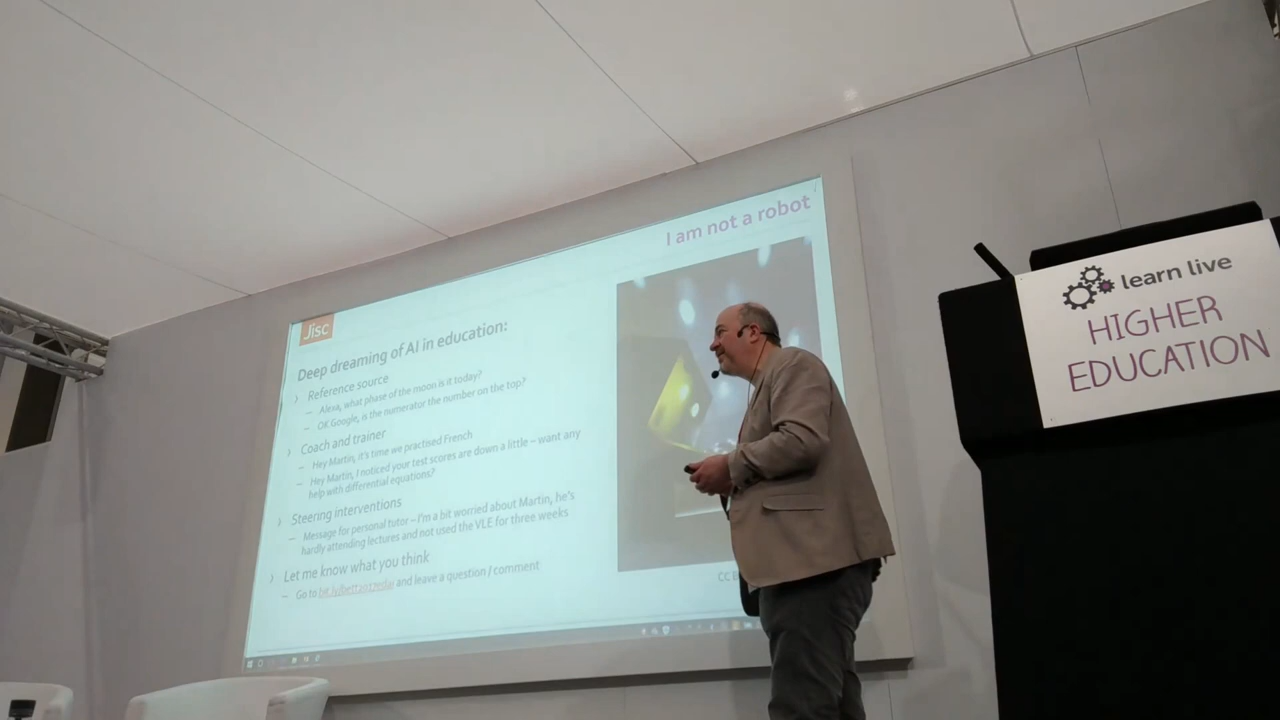 I am not a robot
Jisc
Deep dreaming of AI in education:
› Reference source
– Alexa, what phase of the moon is it today?
– OK Google, is the numerator the number on the top?
› Coach and trainer
– Hey Martin, it's time we practised French
– Hey Martin, I noticed your test scores are down a little – want any
help with differential equations?
› Steering interventions
– Message for personal tutor – I'm a bit worried about Martin, he's
hardly attending lectures and not used the VLE for three weeks
› Let me know what you think
– Go to and leave a question / comment
CC
learn live
HIGHER
EDUCATION